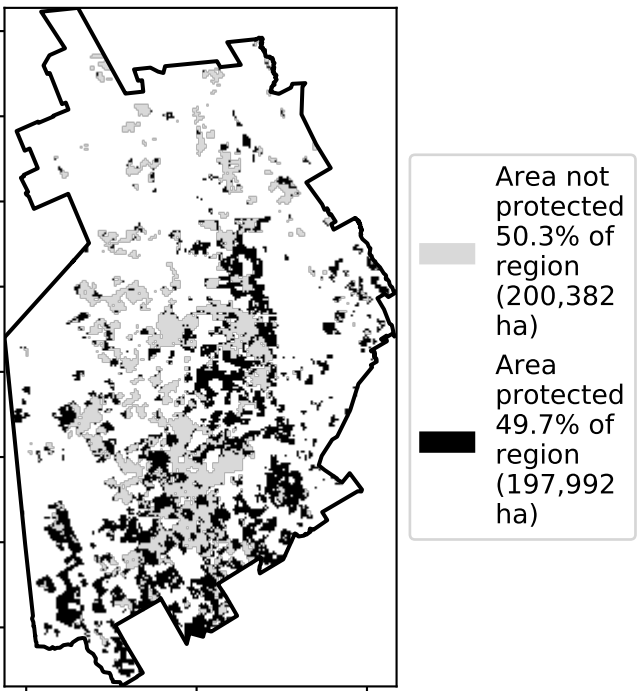 Area not
protected
50.3% of
region
(200,382
ha)
Area
protected
49.7% of
region
(197,992
ha)